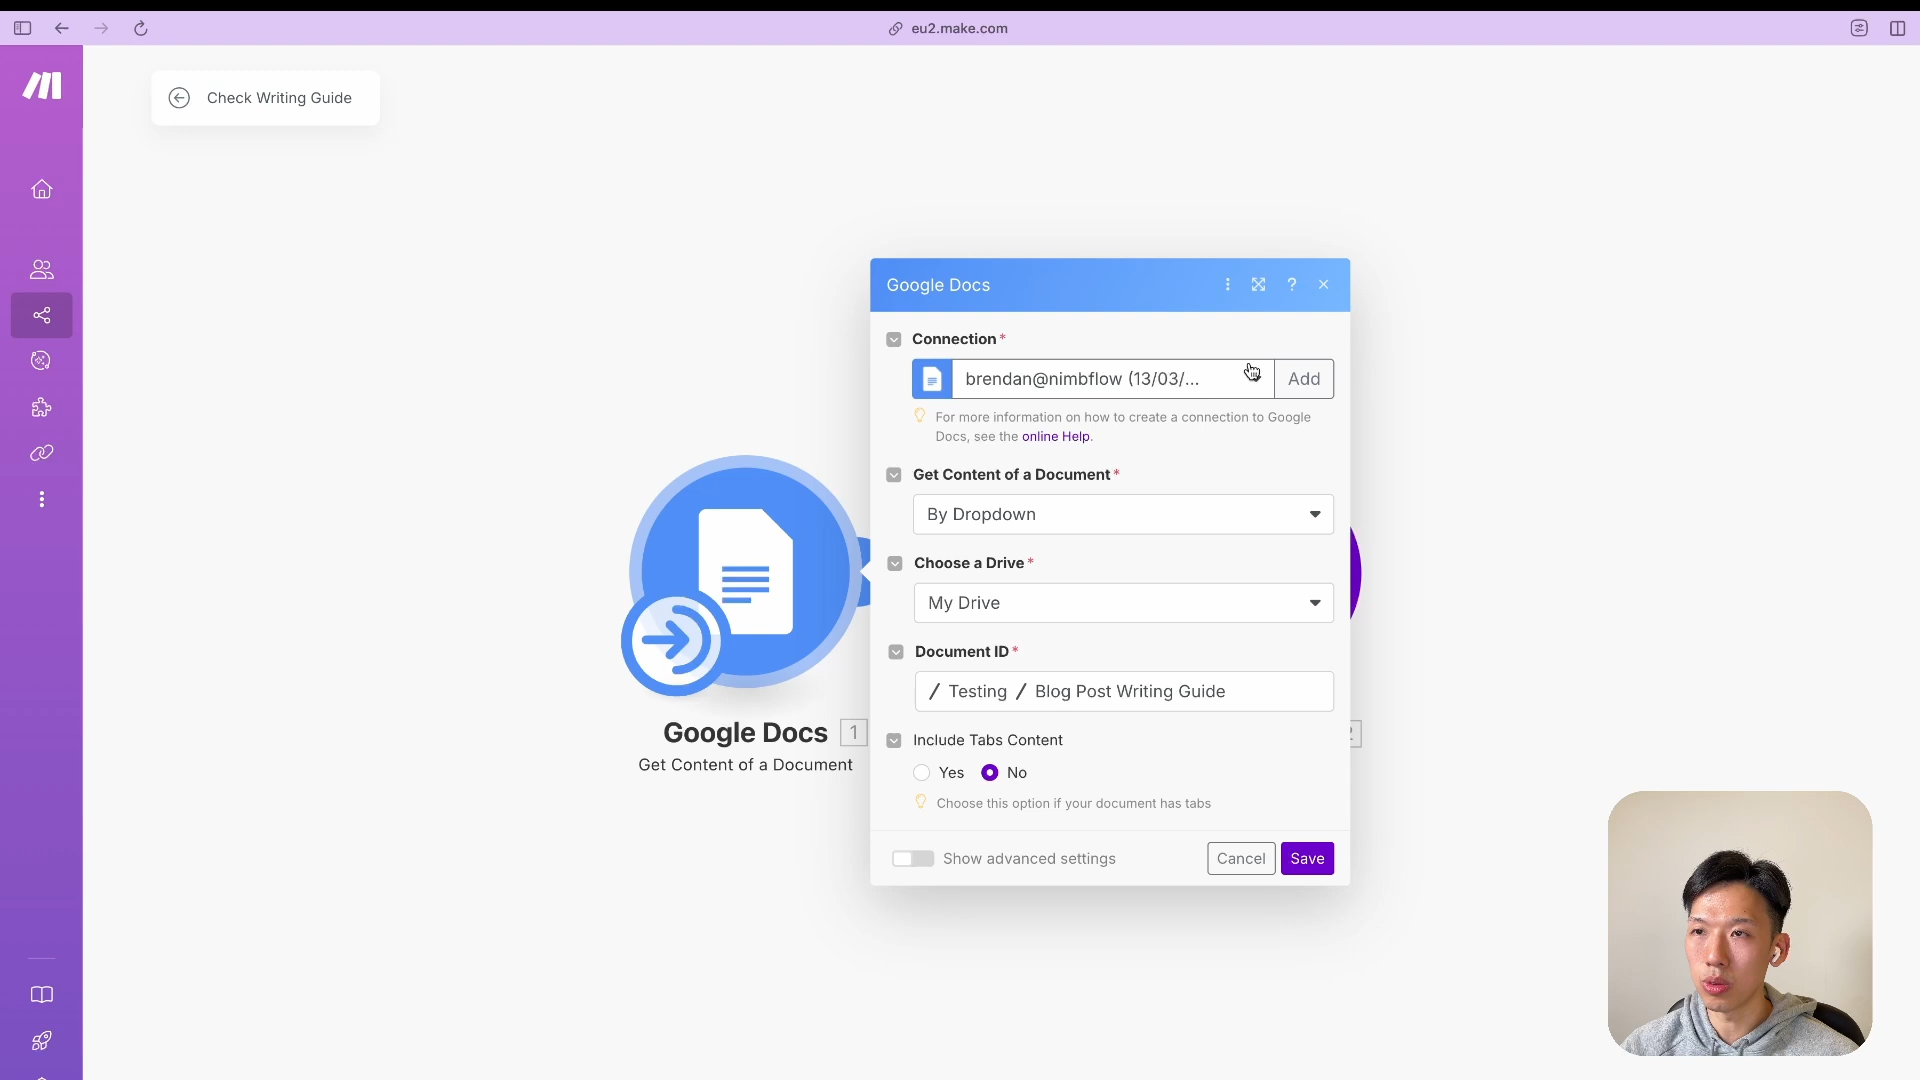 eu2.make.com
Check Writing Guide
Google Docs
?
Connection *
brendan@nimbflow (13/03/...
Add
For more information on how to create a connection to Google
Docs, see the online Help.
Get Content of a Document *
By Dropdown
Choose a Drive *
My Drive
Document ID *
/ Testing / Blog Post Writing Guide
Include Tabs Content
Yes
No
Choose this option if your document has tabs
Show advanced settings
Cancel
Save
Google Docs
1
Get Content of a Document